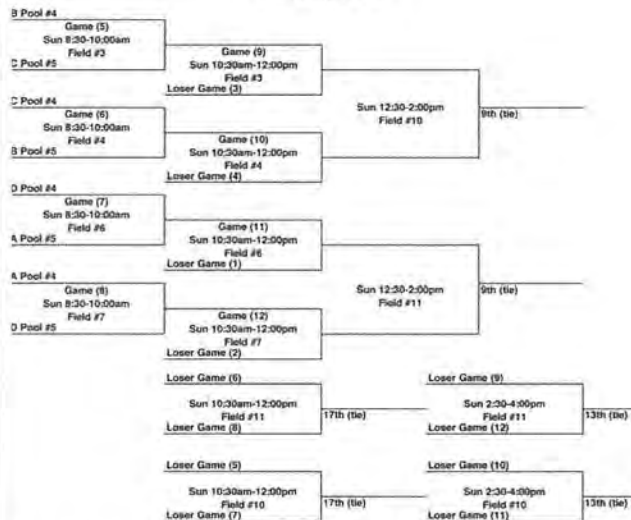 B Pool #4
Game (5)
Sun 8:30-10:00am
Field #3
C Pool #5
Game (9)
Sun 10:30am-12:00pm
Field #3
Loser Game (3)
C Pool #4
Game (6)
Sun 8:30-10:00am
Field #4
B Pool #5
Game (10)
Sun 10:30am-12:00pm
Field #4
Loser Game (4)
Sun 12:30-2:00pm
Field #10
9th (tie)
D Pool #4
Game (7)
Sun 8:30-10:00am
Field #6
A Pool #5
Game (11)
Sun 10:30am-12:00pm
Field #6
Loser Game (1)
A Pool #4
Game (8)
Sun 8:30-10:00am
Field #7
D Pool #5
Game (12)
Sun 10:30am-12:00pm
Field #7
Loser Game (2)
Sun 12:30-2:00pm
Field #11
9th (tie)
Loser Game (6)
Sun 10:30am-12:00pm
Field #11
Loser Game (8)
17th (tie)
Loser Game (9)
Sun 2:30-4:00pm
Field #11
Loser Game (12)
13th (tie)
Loser Game (5)
Sun 10:30am-12:00pm
Field #10
Loser Game (7)
17th (tie)
Loser Game (10)
Sun 2:30-4:00pm
Field #10
Loser Game (11)
13th (tie)